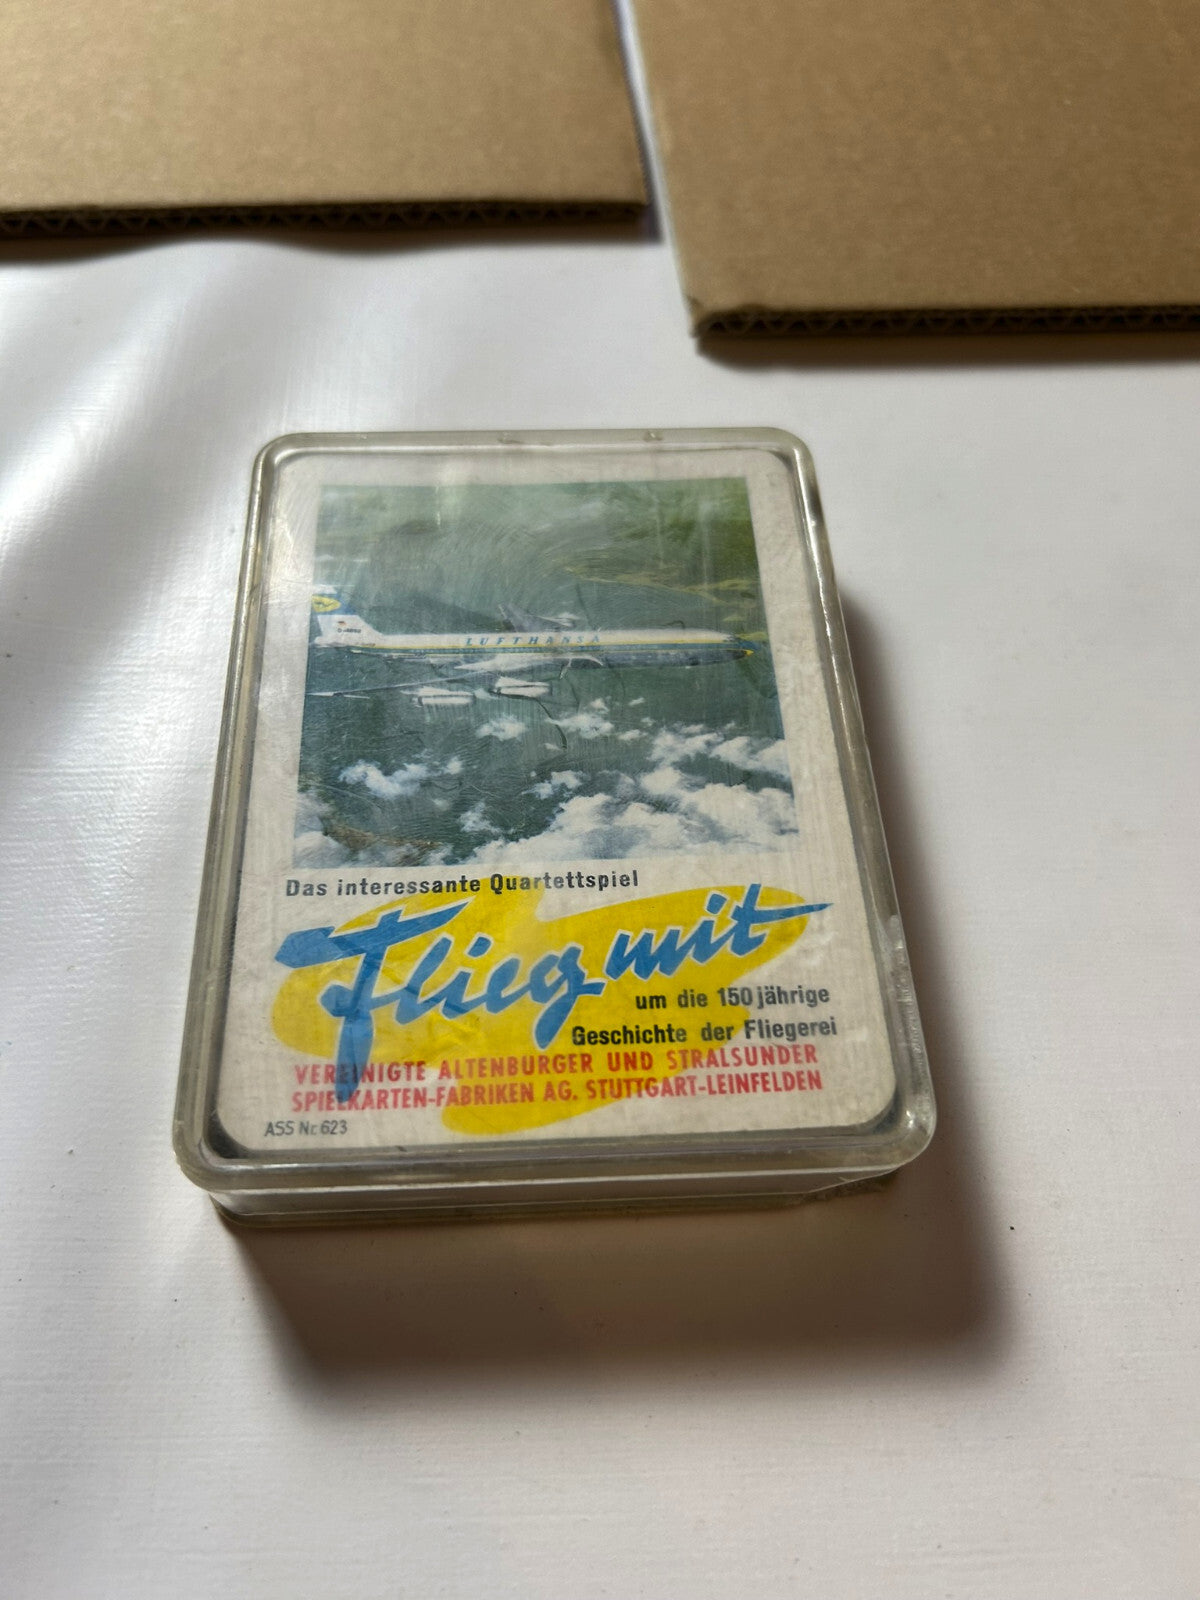 LUFTHANSA
Das interessante Quartettspiel
Flieg mit
um die 150 jährige
Geschichte der Fliegerei
VEREINIGTE ALTENBURGER UND STRALSUNDER
SPIELKARTEN-FABRIKEN AG. STUTTGART-LEINFELDEN
ASS Nr. 623